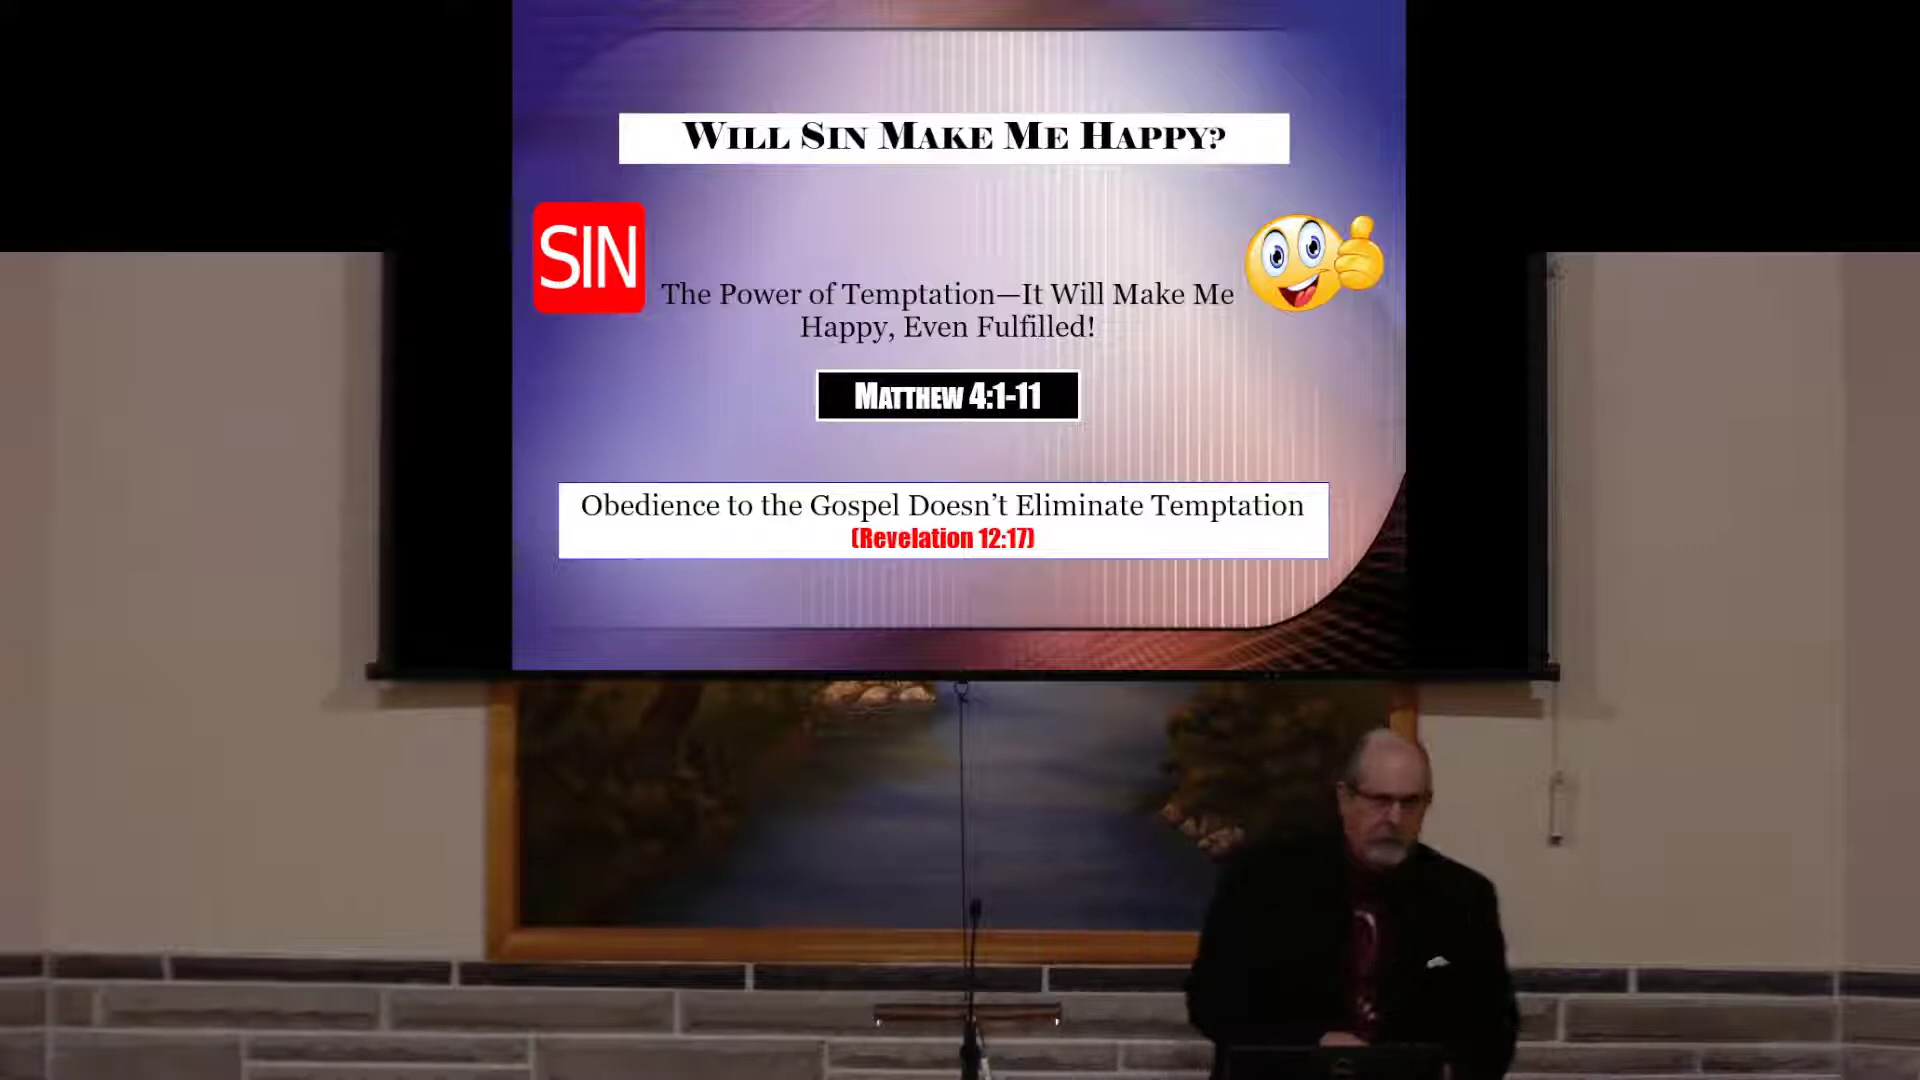 WILL SIN MAKE ME HAPPY?
SIN
The Power of Temptation—It Will Make Me
Happy, Even Fulfilled!
MATTHEW 4:1-11
Obedience to the Gospel Doesn’t Eliminate Temptation
(Revelation 12:17)